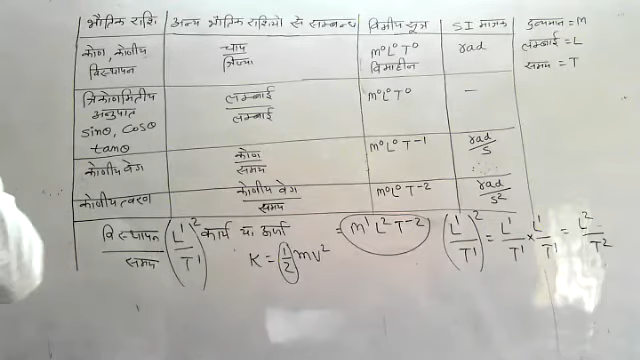 भौतिक राशि अन्य भौतिक राशियों से सम्बन्ध विमीय सूत्र SI मात्रक द्रव्यमान = M
लम्बाई = L
समय = T
कोण, कोणीय विस्थापन चाप / त्रिज्या M⁰L⁰T⁰ विमाहीन rad
त्रिकोणमितीय अनुपात sinθ, cosθ tanθ लम्बाई / लम्बाई M⁰L⁰T⁰ —
कोणीय वेग कोण / समय M⁰L⁰T⁻¹ rad/s
कोणीय त्वरण कोणीय वेग / समय M⁰L⁰T⁻² rad/s²
विस्थापन / समय (L¹/T¹)² कार्य या ऊर्जा = M¹L²T⁻² (L¹/T¹)² = L¹/T¹ × L¹/T¹ = L²/T²
K = (1/2) mv²